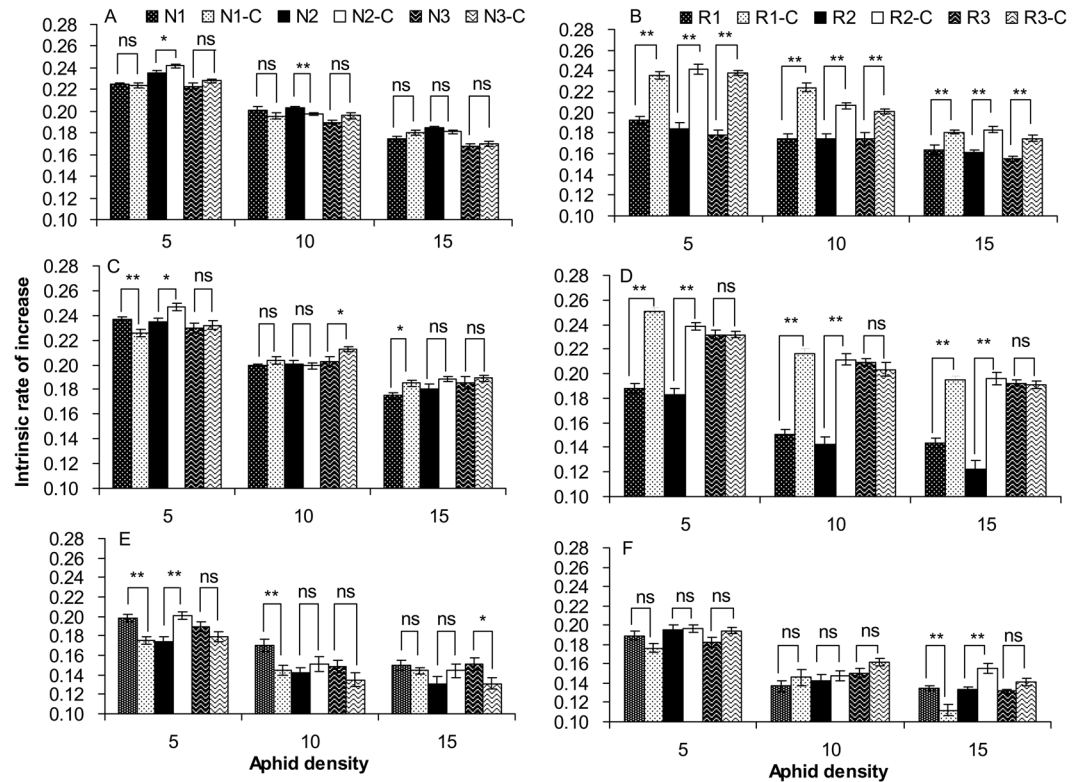 A N1 N1-C N2 N2-C N3 N3-C
0.28
0.26
0.24
0.22
0.20
0.18
0.16
0.14
0.12
0.10
ns * ns
ns ** ns
ns ns ns
5 10 15
B R1 R1-C R2 R2-C R3 R3-C
0.28
0.26
0.24
0.22
0.20
0.18
0.16
0.14
0.12
0.10
** ** **
** ** **
** ** **
5 10 15
Intrinsic rate of increase
C
0.28
0.26
0.24
0.22
0.20
0.18
0.16
0.14
0.12
0.10
** * ns
ns ns *
* ns ns
5 10 15
D
0.28
0.26
0.24
0.22
0.20
0.18
0.16
0.14
0.12
0.10
** ** ns
** ** ns
** ** ns
5 10 15
E
0.28
0.26
0.24
0.22
0.20
0.18
0.16
0.14
0.12
0.10
** ** ns
** ns ns
ns ns *
5 10 15
Aphid density
F
0.28
0.26
0.24
0.22
0.20
0.18
0.16
0.14
0.12
0.10
ns ns ns
ns ns ns
** ** ns
5 10 15
Aphid density